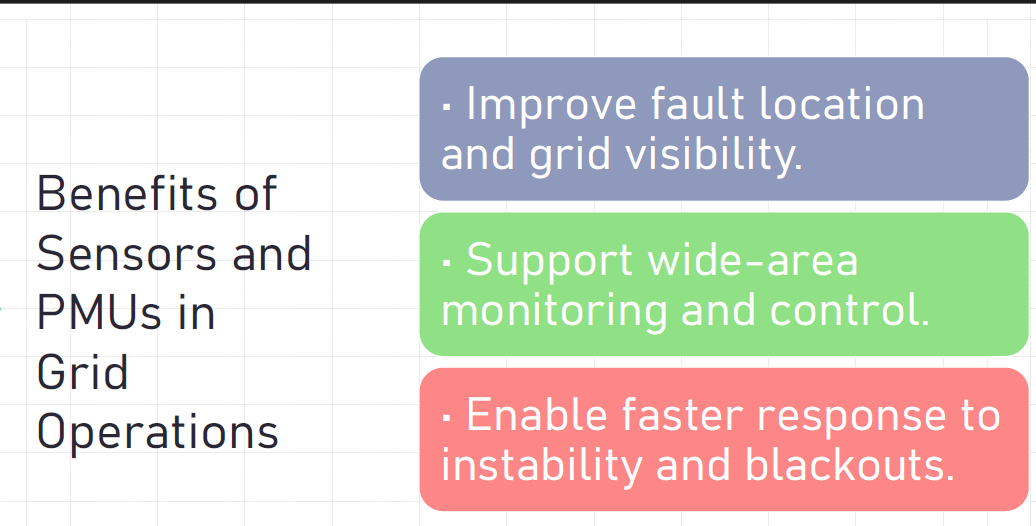 Benefits of
Sensors and
PMUs in
Grid
Operations
· Improve fault location
and grid visibility.
· Support wide-area
monitoring and control.
· Enable faster response to
instability and blackouts.